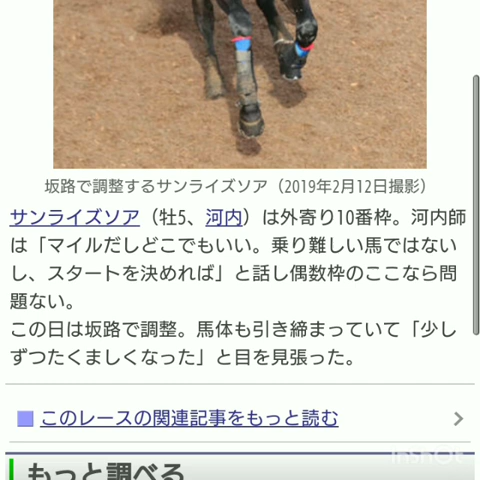 坂路で調整するサンライズソア（2019年2月12日撮影）
サンライズソア（牡5、河内）は外寄り10番枠。河内師
は「マイルだしどこでもいい。乗り難しい馬ではない
し、スタートを決めれば」と話し偶数枠のここなら問
題ない。
この日は坂路で調整。馬体も引き締まっていて「少し
ずつたくましくなった」と目を見張った。
このレースの関連記事をもっと読む
もっと調べる
InShOt